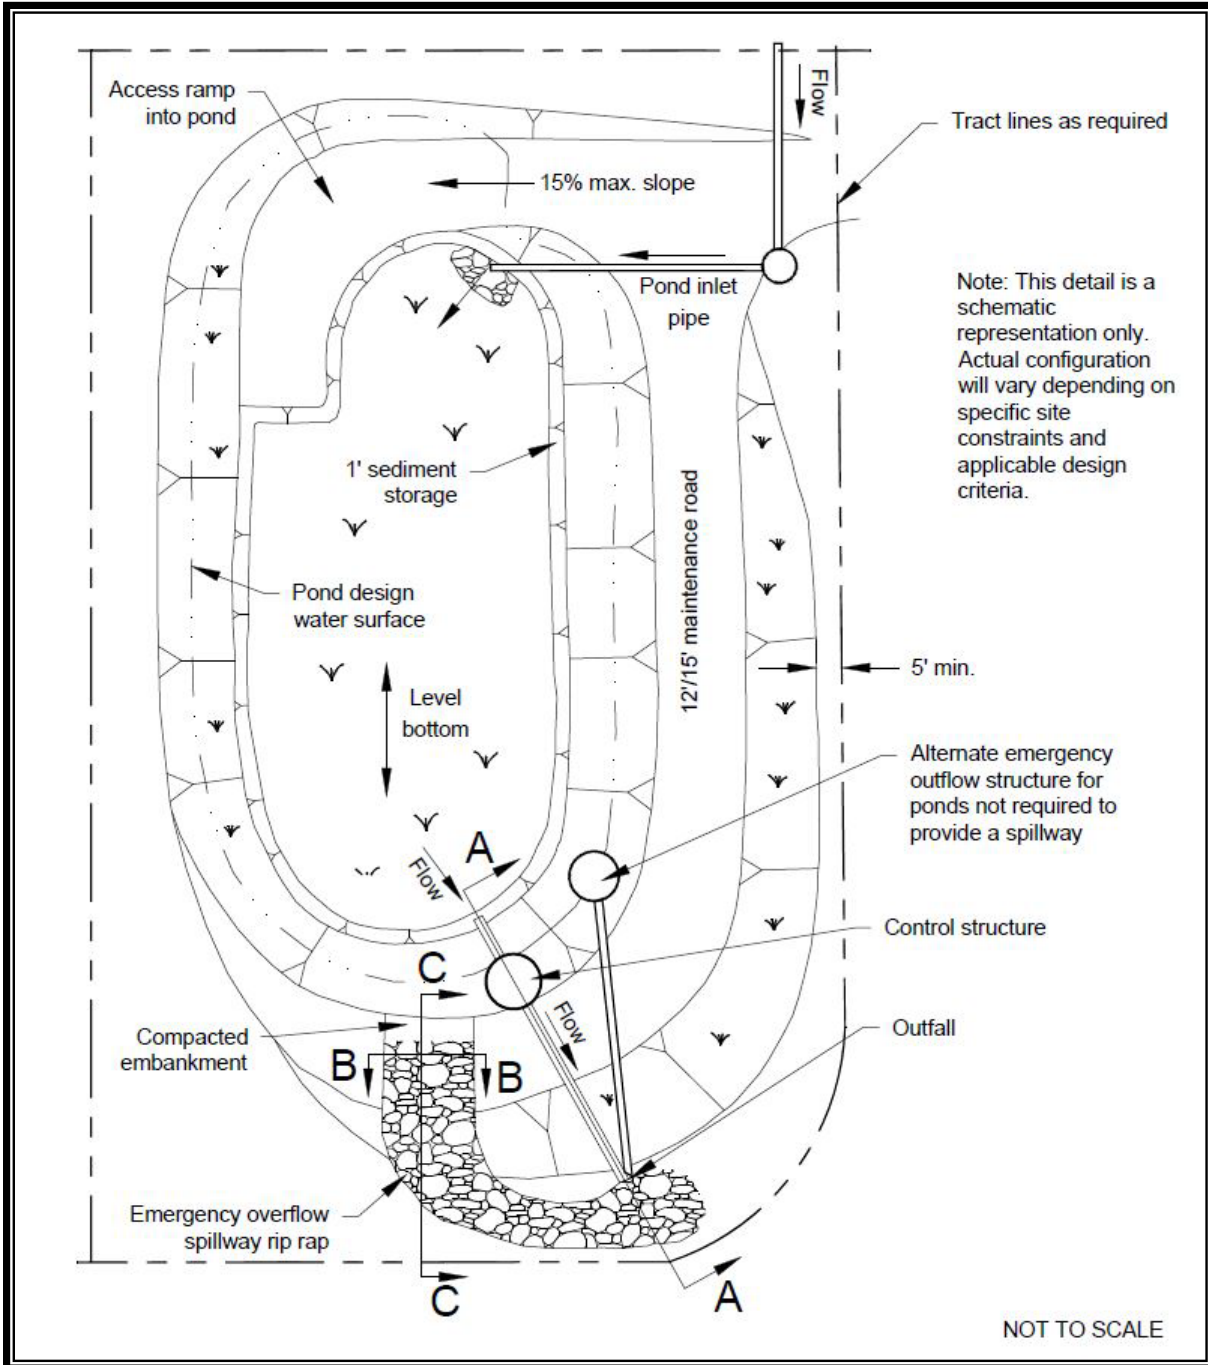 Access ramp
into pond
Flow
Tract lines as required
15% max. slope
Pond inlet
pipe
Note: This detail is a
schematic
representation only.
Actual configuration
will vary depending on
specific site
constraints and
applicable design
criteria.
1' sediment
storage
12'/15' maintenance road
Pond design
water surface
5' min.
Level
bottom
Alternate emergency
outflow structure for
ponds not required to
provide a spillway
A
Flow
Control structure
C
Flow
Outfall
Compacted
embankment
B
B
Emergency overflow
spillway rip rap
C
A
NOT TO SCALE